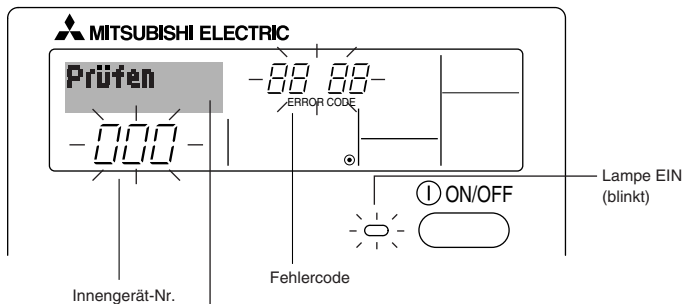 MITSUBISHI ELECTRIC
Prüfen
88 88
ERROR CODE
000
ON/OFF
Lampe EIN
(blinkt)
Fehlercode
Innengerät-Nr.